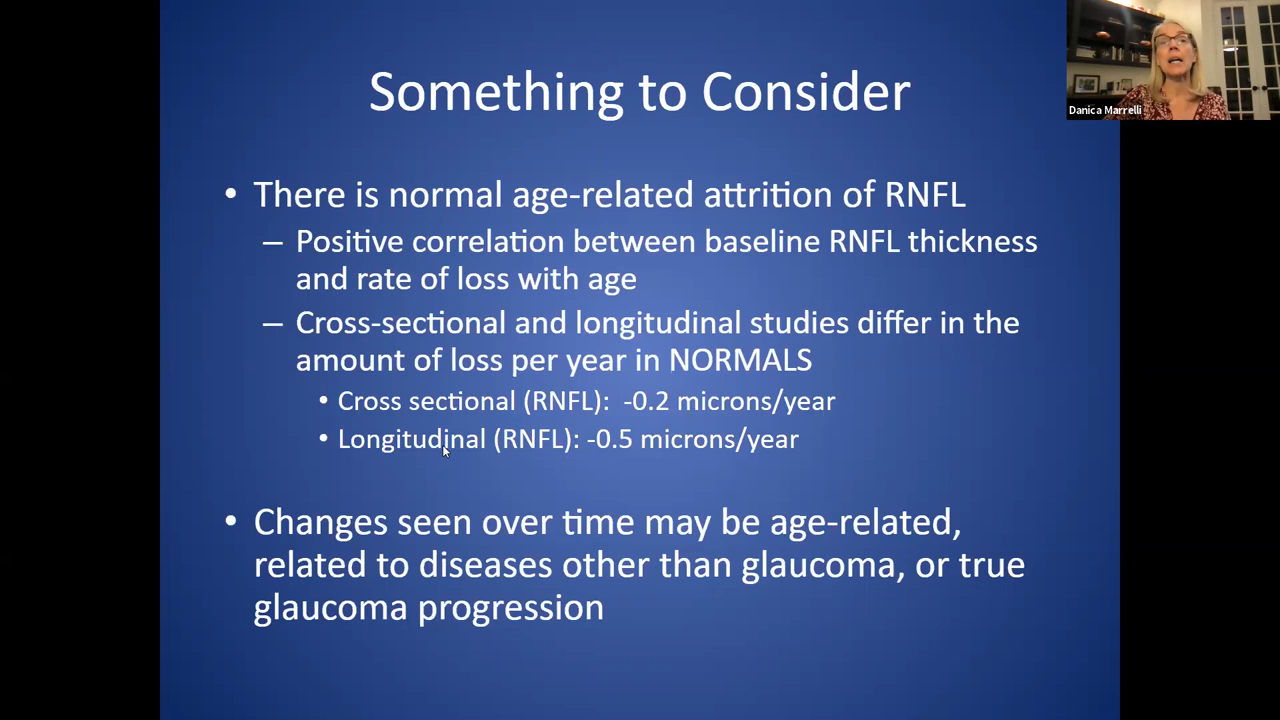 Something to Consider
Danica Marrelli
• There is normal age-related attrition of RNFL
– Positive correlation between baseline RNFL thickness
and rate of loss with age
– Cross-sectional and longitudinal studies differ in the
amount of loss per year in NORMALS
• Cross sectional (RNFL): -0.2 microns/year
• Longitudinal (RNFL): -0.5 microns/year
• Changes seen over time may be age-related,
related to diseases other than glaucoma, or true
glaucoma progression